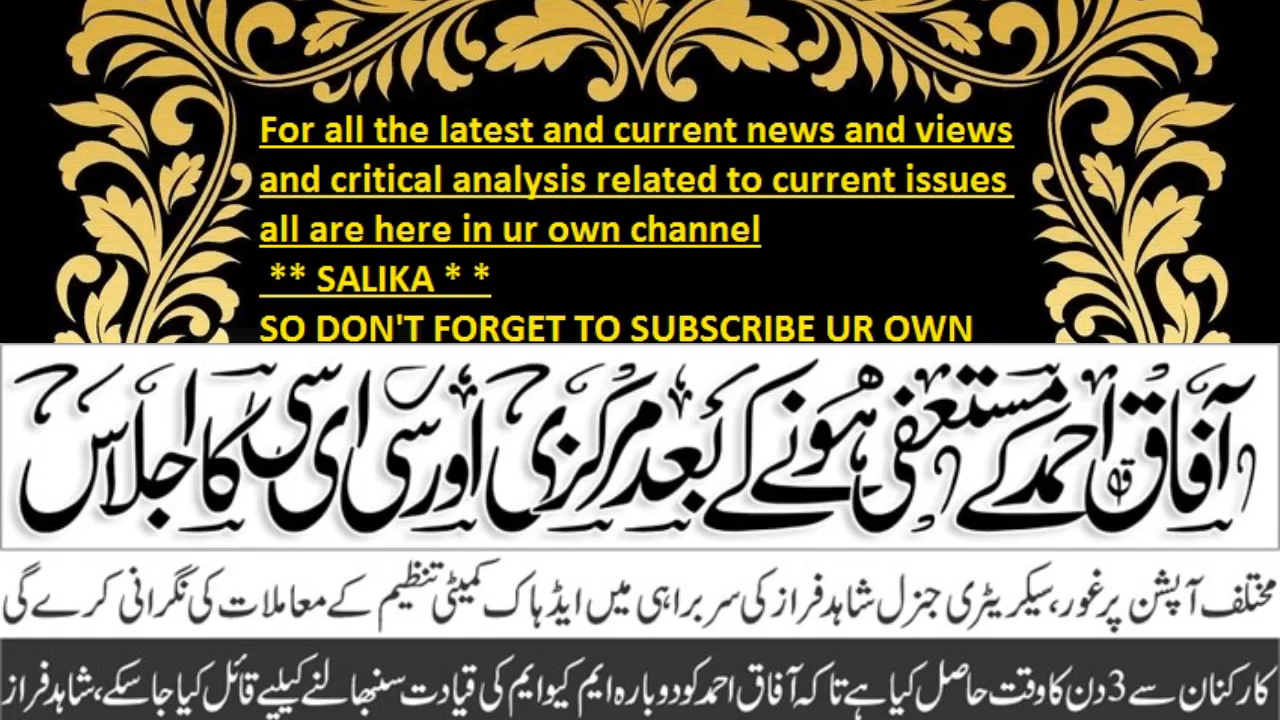 For all the latest and current news and views
and critical analysis related to current issues
all are here in ur own channel
** SALIKA * *
SO DON'T FORGET TO SUBSCRIBE UR OWN
آفاق احمد کے مستعفی ہونے کے بعد مرکزی اور سی ای سی کا اجلاس
مختلف آپشن پر غور، سیکریٹری جنرل شاہد فراز کی سربراہی میں ایڈہاک کمیٹی تنظیم کے معاملات کی نگرانی کرے گی
کارکنان سے 3 دن کا وقت حاصل کیا ہے تاکہ آفاق احمد کو دوبارہ ایم کیو ایم کی قیادت سنبھالنے کیلیے قائل کیا جاسکے، شاہد فراز